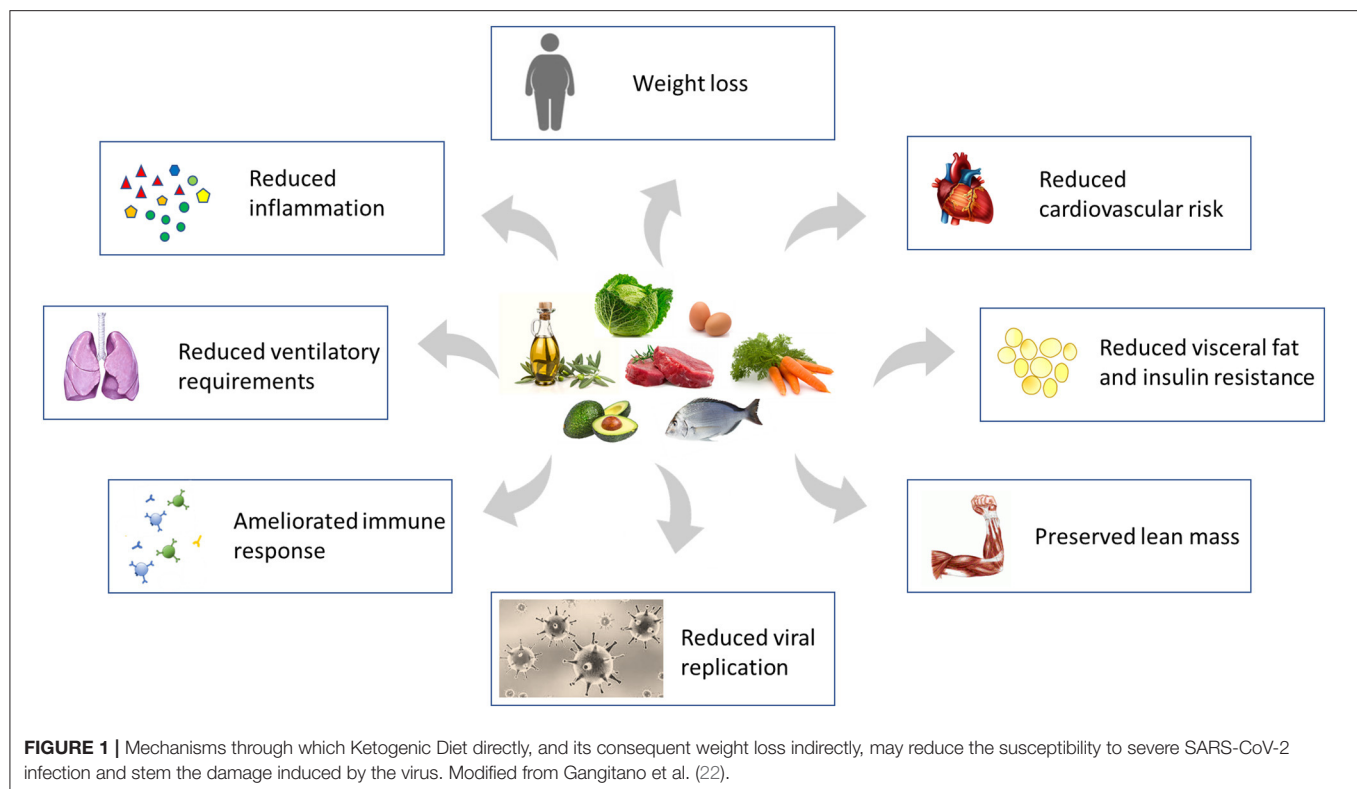 Weight loss
Reduced
inflammation
Reduced
cardiovascular risk
Reduced ventilatory
requirements
Reduced visceral fat
and insulin resistance
Ameliorated immune
response
Preserved lean mass
Reduced viral
replication
FIGURE 1 | Mechanisms through which Ketogenic Diet directly, and its consequent weight loss indirectly, may reduce the susceptibility to severe SARS-CoV-2
infection and stem the damage induced by the virus. Modified from Gangitano et al. (22).